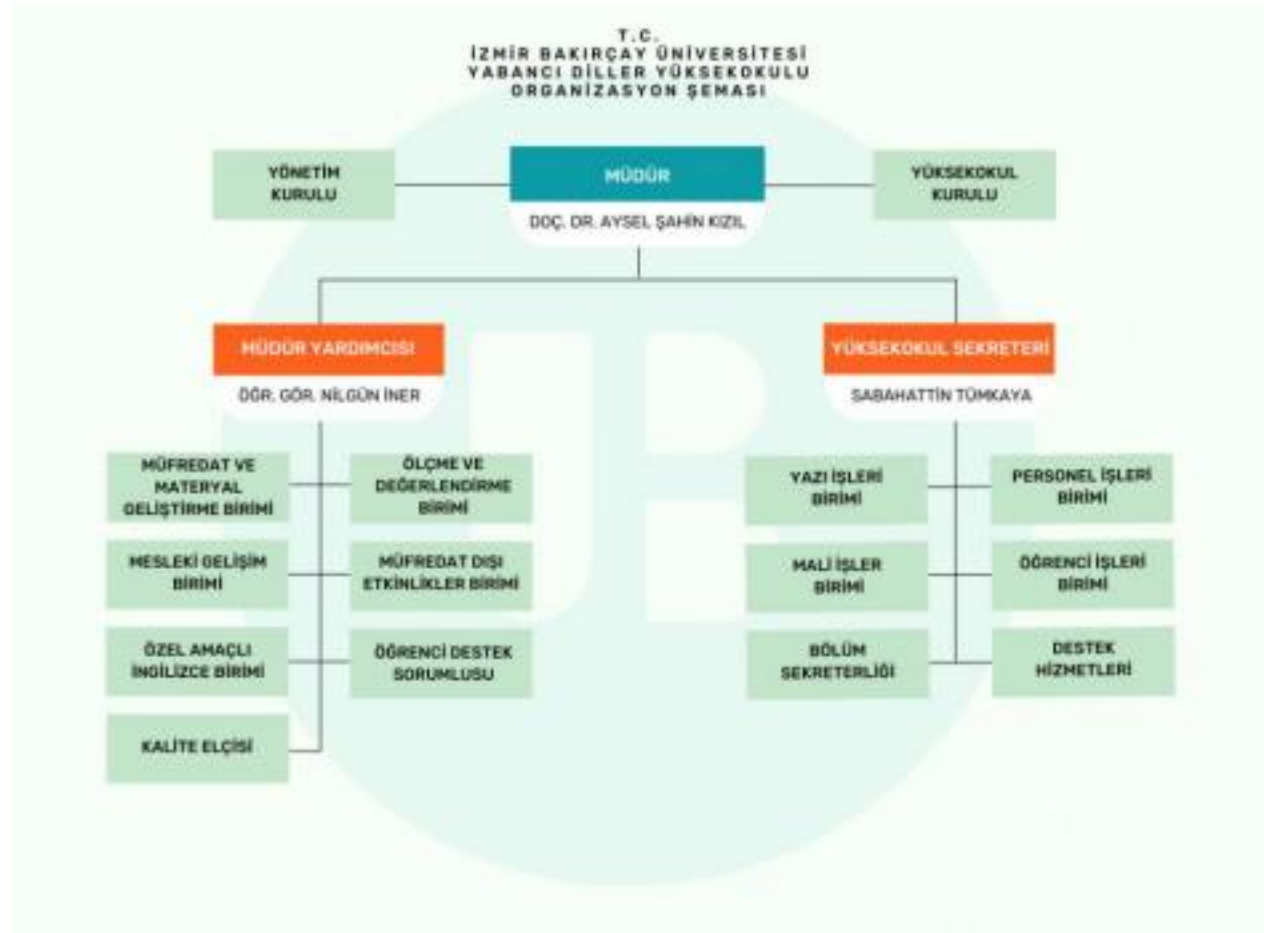 T.C.
İZMİR BAKIRÇAY ÜNİVERSİTESİ
YABANCI DİLLER YÜKSEKOKULU
ORGANİZASYON ŞEMASI
YÖNETİM
KURULU
MÜDÜR
DOÇ. DR. AYSEL ŞAHİN KIZIL
YÜKSEKOKUL
KURULU
MÜDÜR YARDIMCISI
ÖĞR. GÖR. NİLGÜN İNER
YÜKSEKOKUL SEKRETERİ
SABAHATTİN TÜMKAYA
MÜFREDAT VE
MATERYAL
GELİŞTİRME BİRİMİ
ÖLÇME VE
DEĞERLENDİRME
BİRİMİ
MESLEKİ GELİŞİM
BİRİMİ
MÜFREDAT DIŞI
ETKİNLİKLER BİRİMİ
ÖZEL AMAÇLI
İNGİLİZCE BİRİMİ
ÖĞRENCİ DESTEK
SORUMLUSU
KALİTE ELÇİSİ
YAZI İŞLERİ
BİRİMİ
PERSONEL İŞLERİ
BİRİMİ
MALİ İŞLER
BİRİMİ
ÖĞRENCİ İŞLERİ
BİRİMİ
BÖLÜM
SEKRETERLİĞİ
DESTEK
HİZMETLERİ